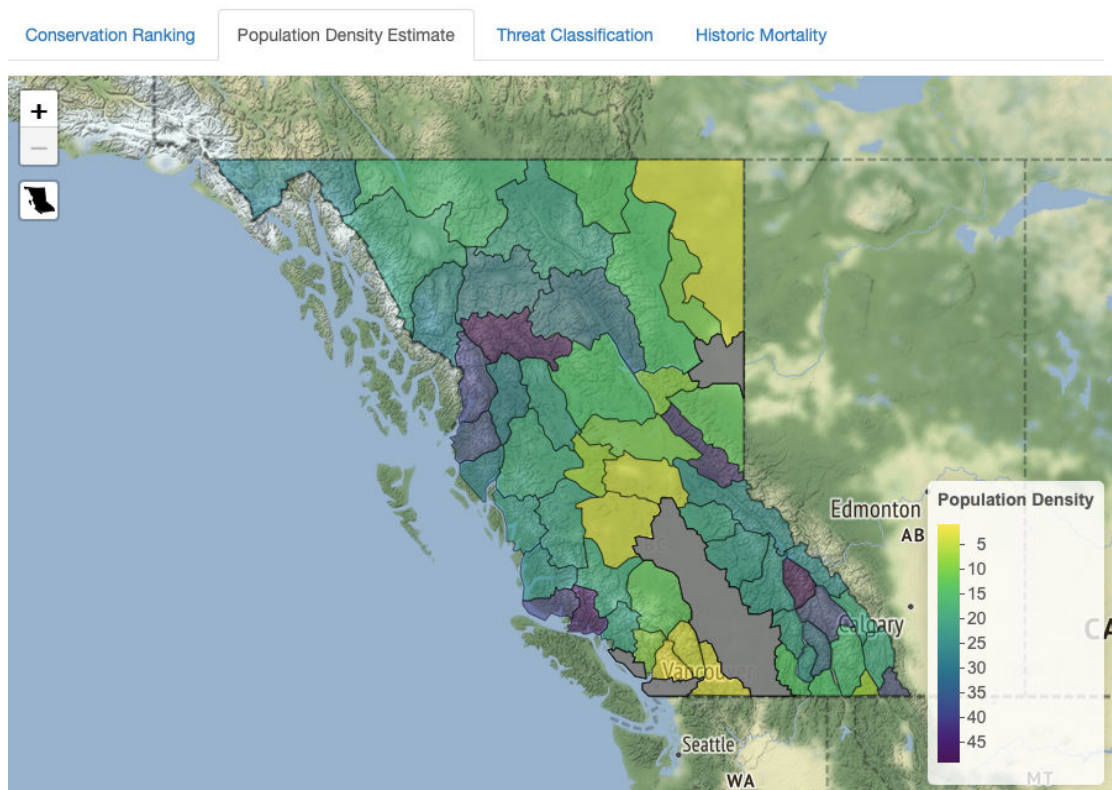 Conservation Ranking
Population Density Estimate
Threat Classification
Historic Mortality
+
−
Edmonton
AB
Population Density
5
10
15
20
25
30
35
40
45
Calgary
CA
Vancouver
Seattle
WA
MT